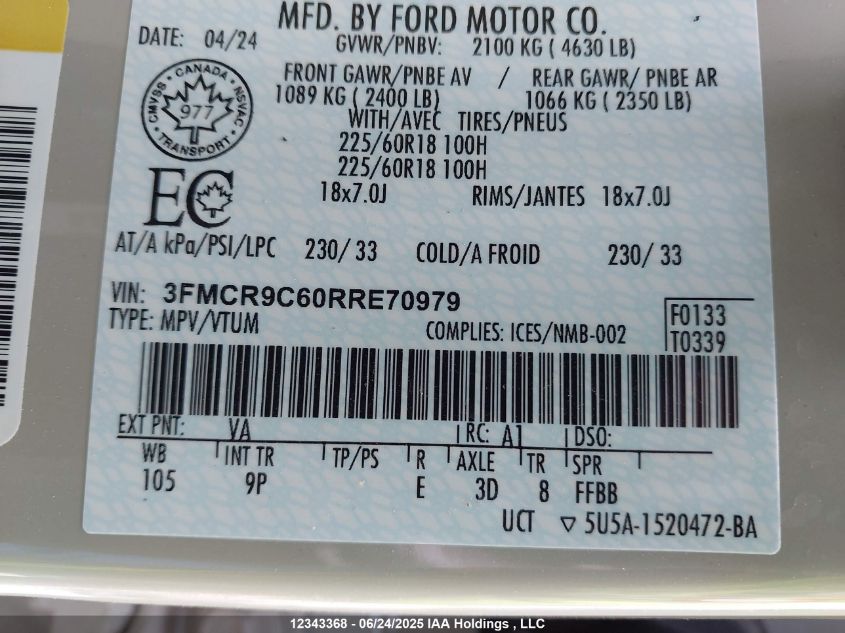 MFD. BY FORD MOTOR CO.
DATE: 04/24 GVWR/PNBV: 2100 KG ( 4630 LB)
FRONT GAWR/PNBE AV / REAR GAWR/ PNBE AR
1089 KG ( 2400 LB) 1066 KG ( 2350 LB)
WITH/AVEC TIRES/PNEUS
CANADA
CMVSS NSVAC
977
TRANSPORT
225/60R18 100H
225/60R18 100H
EC
18x7.0J RIMS/JANTES 18x7.0J
AT/A kPa/PSI/LPC 230/ 33 COLD/A FROID 230/ 33
VIN: 3FMCR9C60RRE70979
TYPE: MPV/VTUM COMPLIES: ICES/NMB-002
F0133
T0339
EXT PNT: VA RC: A1 DSO:
WB INT TR TP/PS R AXLE TR SPR
105 9P E 3D 8 FFBB
UCT ▽ 5U5A-1520472-BA
12343368 - 06/24/2025 IAA Holdings , LLC